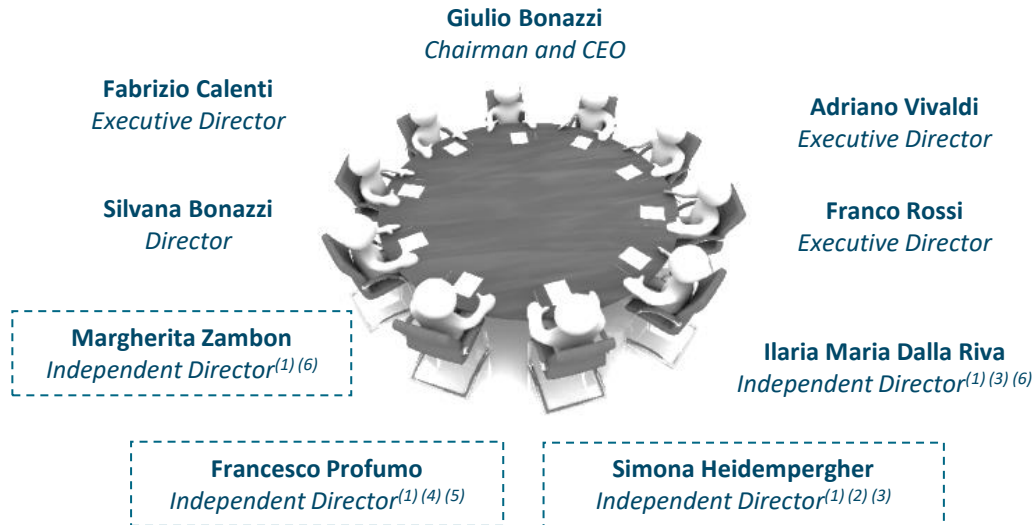 Giulio Bonazzi
Chairman and CEO
Fabrizio Calenti
Executive Director
Adriano Vivaldi
Executive Director
Silvana Bonazzi
Director
Franco Rossi
Executive Director
Margherita Zambon
Independent Director(1) (6)
Ilaria Maria Dalla Riva
Independent Director(1) (3) (6)
Francesco Profumo
Independent Director(1) (4) (5)
Simona Heidempergher
Independent Director(1) (2) (3)